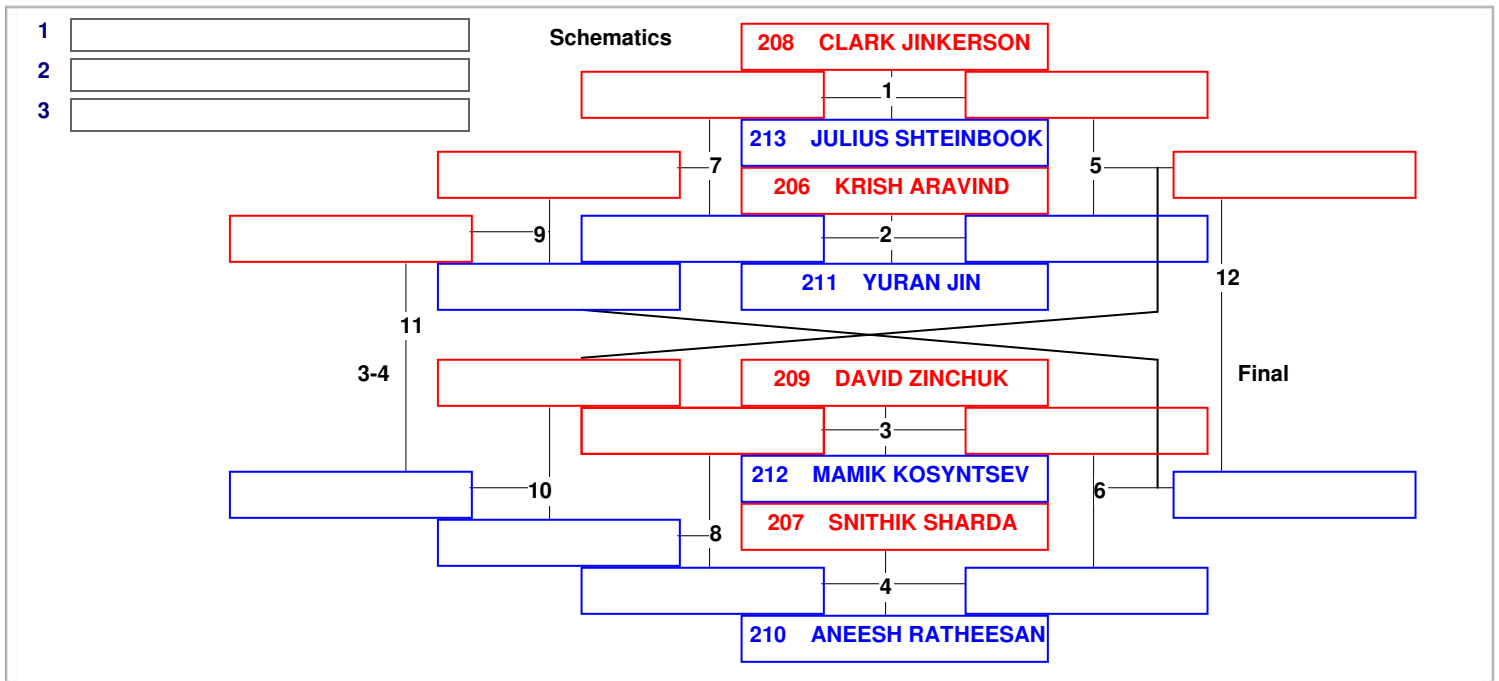 1
Schematics
208 CLARK JINKERSON
2
1
3
213 JULIUS SHTEINBOOK
7
5
206 KRISH ARAVIND
9
2
211 YURAN JIN
12
11
3-4
209 DAVID ZINCHUK
Final
3
212 MAMIK KOSYNTSEV
10
6
207 SNITHIK SHARDA
8
4
210 ANEESH RATHEESAN